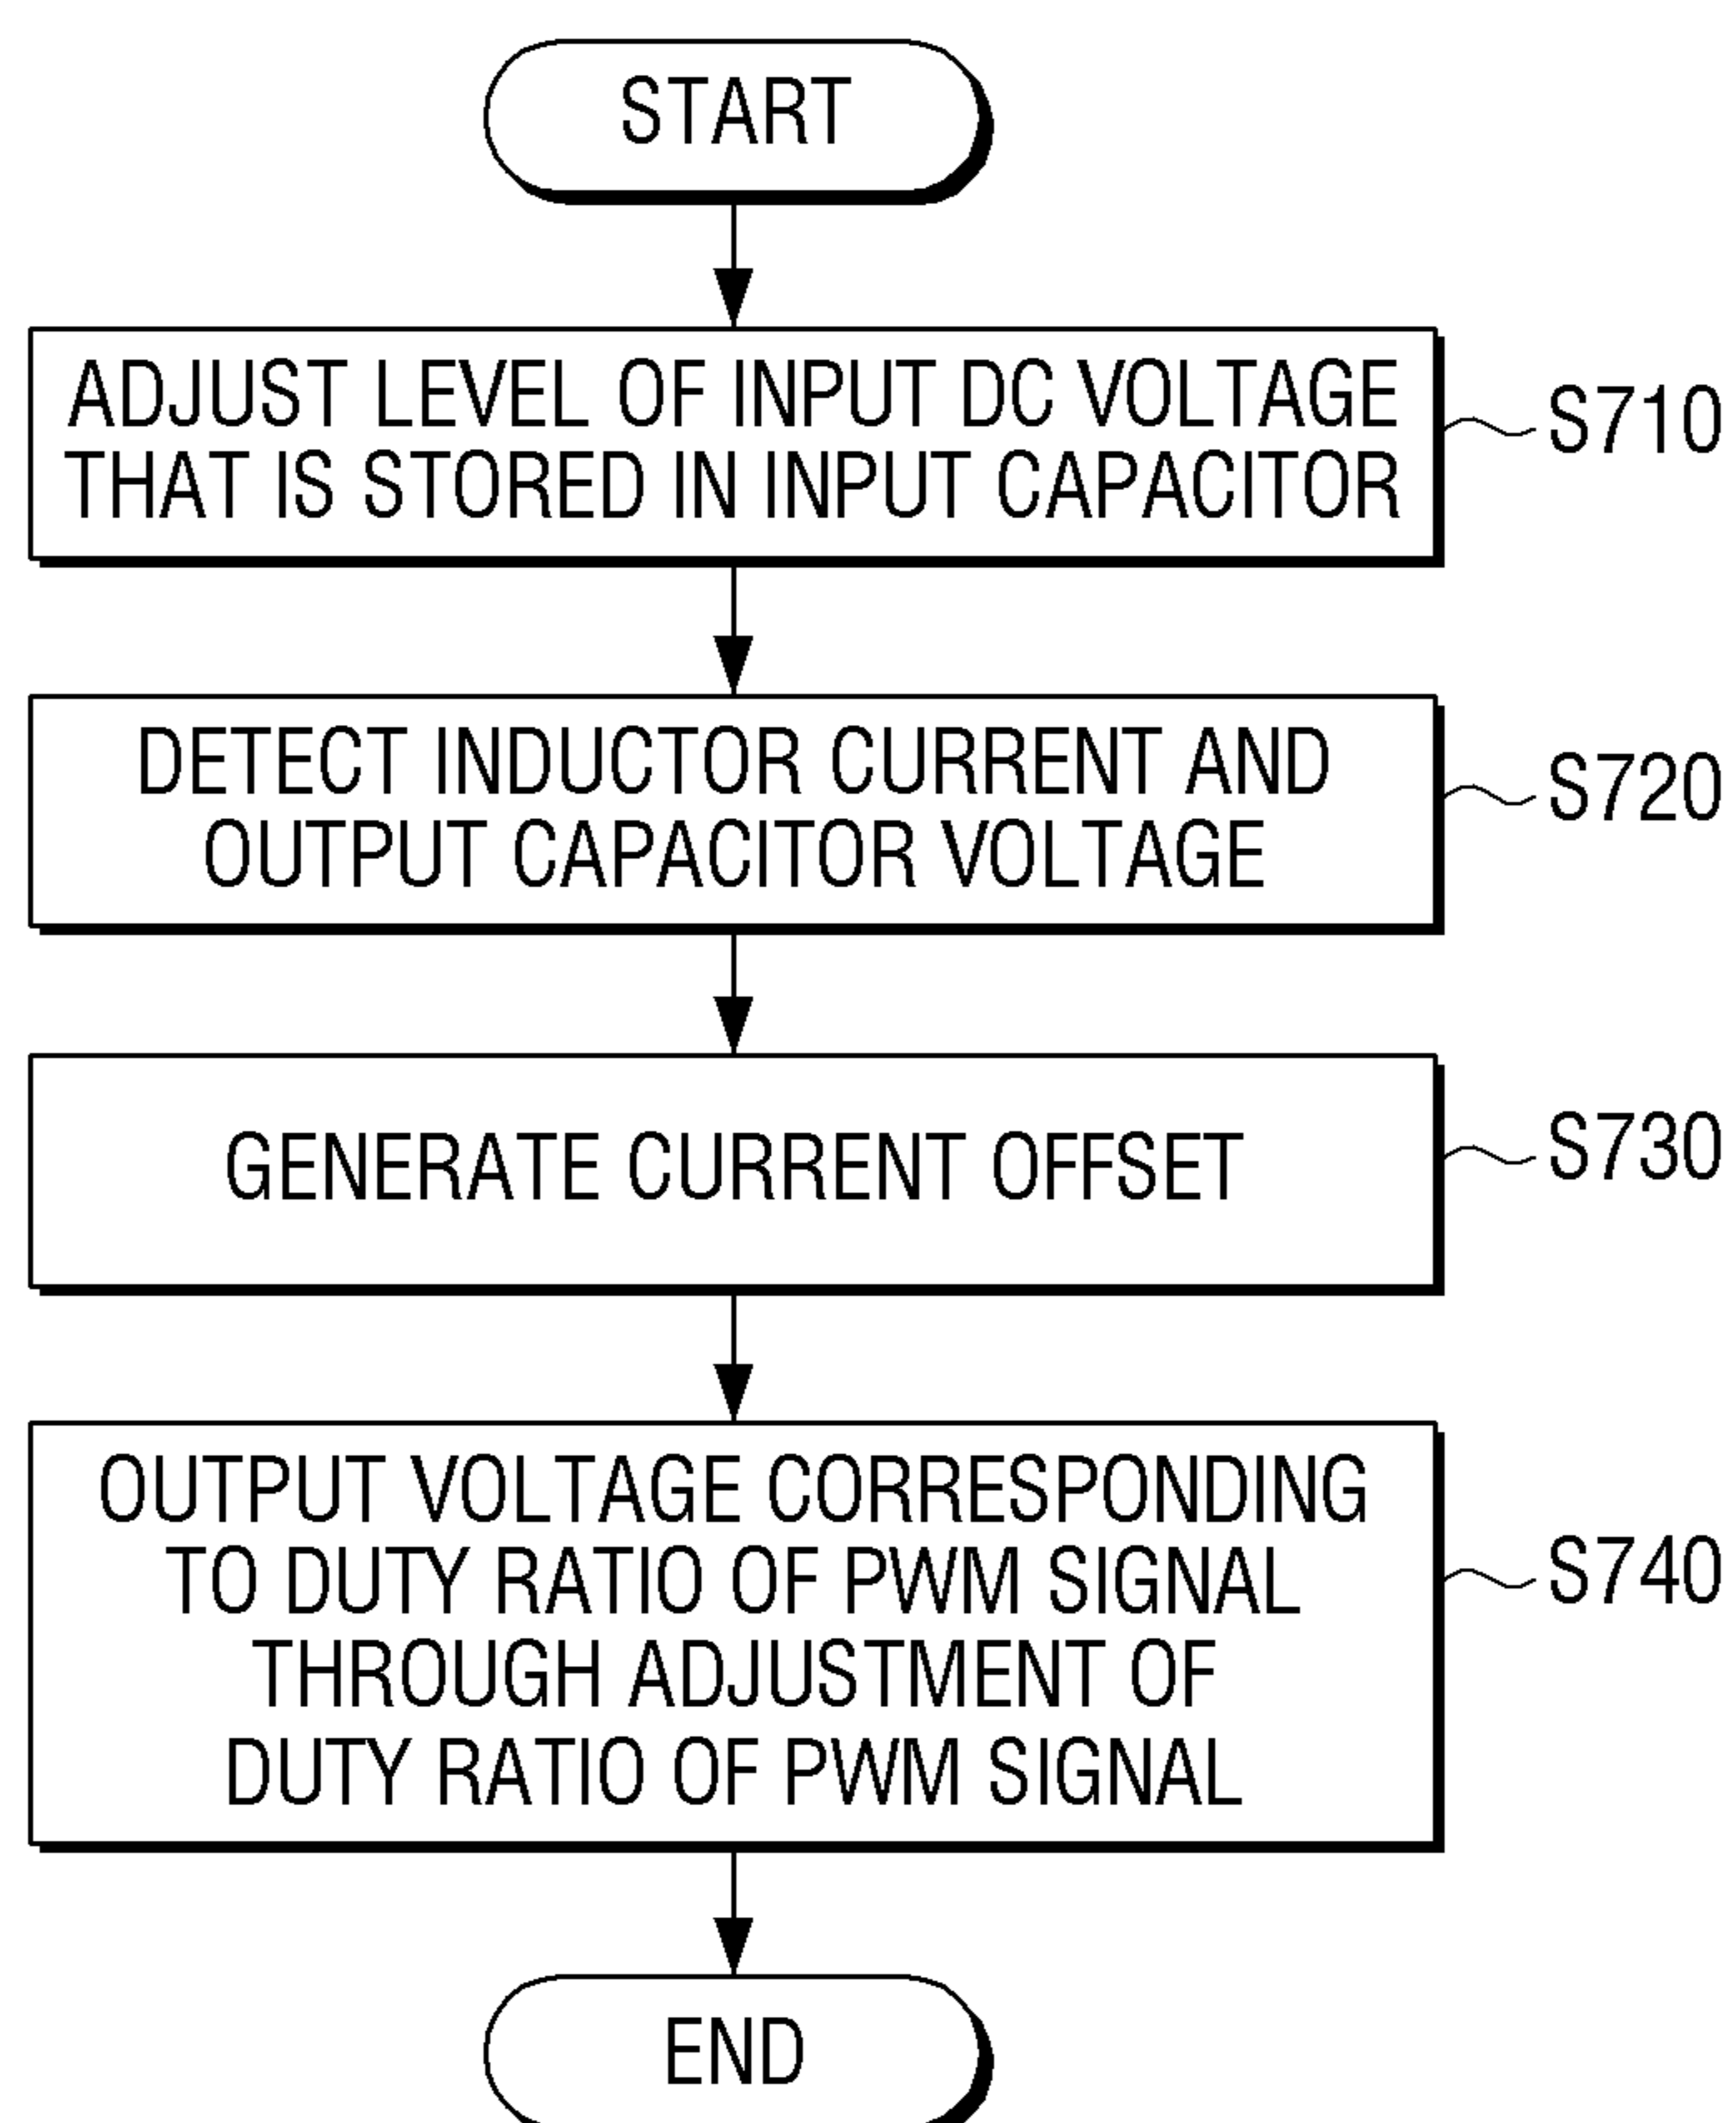 START
ADJUST LEVEL OF INPUT DC VOLTAGE
THAT IS STORED IN INPUT CAPACITOR
S710
DETECT INDUCTOR CURRENT AND
OUTPUT CAPACITOR VOLTAGE
S720
GENERATE CURRENT OFFSET
S730
OUTPUT VOLTAGE CORRESPONDING
TO DUTY RATIO OF PWM SIGNAL
THROUGH ADJUSTMENT OF
DUTY RATIO OF PWM SIGNAL
S740
END